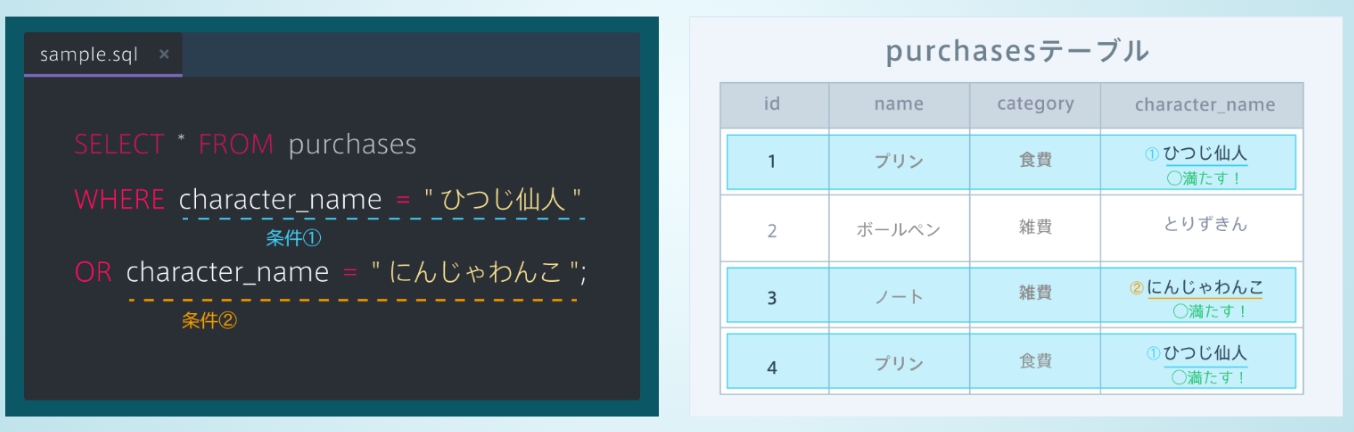 sample.sql ×
SELECT * FROM purchases
WHERE character_name = " ひつじ仙人 "
条件①
OR character_name = " にんじゃわんこ ";
条件②
purchasesテーブル
id name category character_name
1 プリン 食費 ①ひつじ仙人
○満たす！
2 ボールペン 雑費 とりずきん
3 ノート 雑費 ②にんじゃわんこ
○満たす！
4 プリン 食費 ①ひつじ仙人
○満たす！